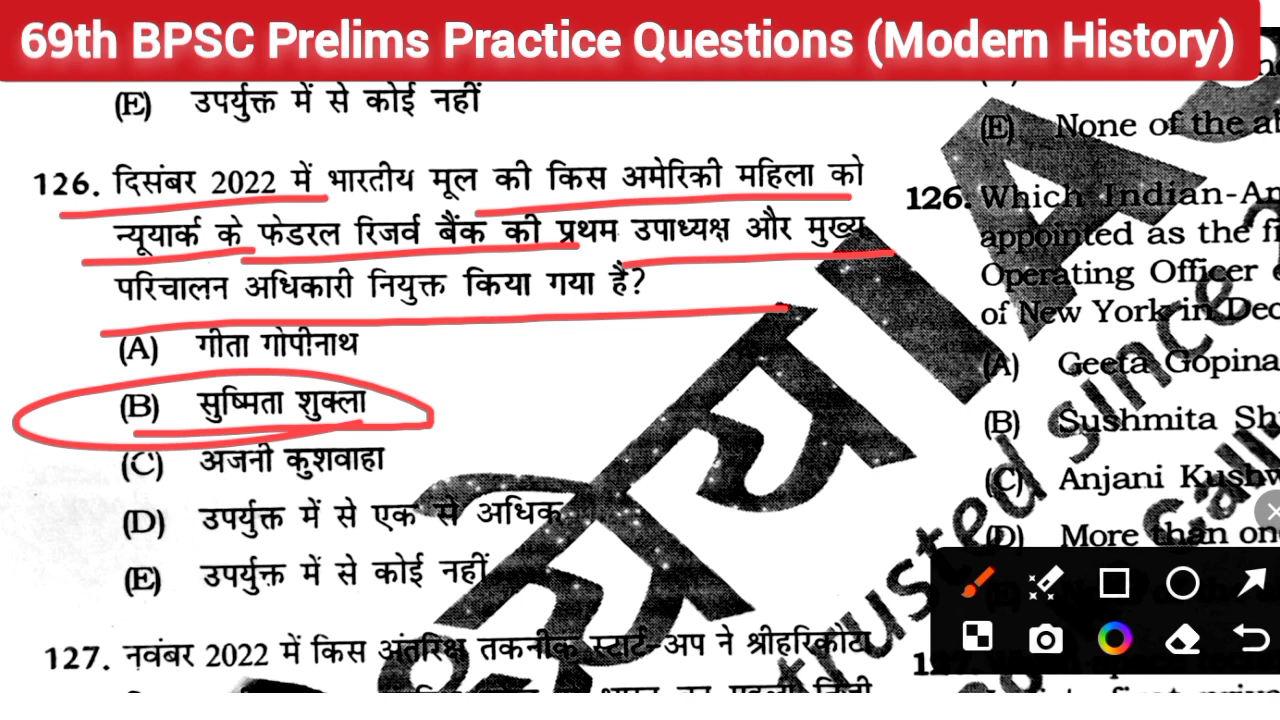 69th BPSC Prelims Practice Questions (Modern History)
(E) उपर्युक्त में से कोई नहीं
126. दिसंबर 2022 में भारतीय मूल की किस अमेरिकी महिला को
न्यूयार्क के फेडरल रिजर्व बैंक की प्रथम उपाध्यक्ष और मुख्य
परिचालन अधिकारी नियुक्त किया गया है?
(A) गीता गोपीनाथ
(B) सुष्मिता शुक्ला
(C) अजनी कुशवाहा
(D) उपर्युक्त में से एक से अधिक
(E) उपर्युक्त में से कोई नहीं
127. नवंबर 2022 में किस अंतरिक्ष तकनीक स्टार्ट-अप ने श्रीहरिकोटा
(E) None of the
126. Which Indian-
appointed as the
Operating Officer
of New York in
(A) Geeta
(B) Sushmita
(C) Anjani
(D) More than
trusted since
IAS